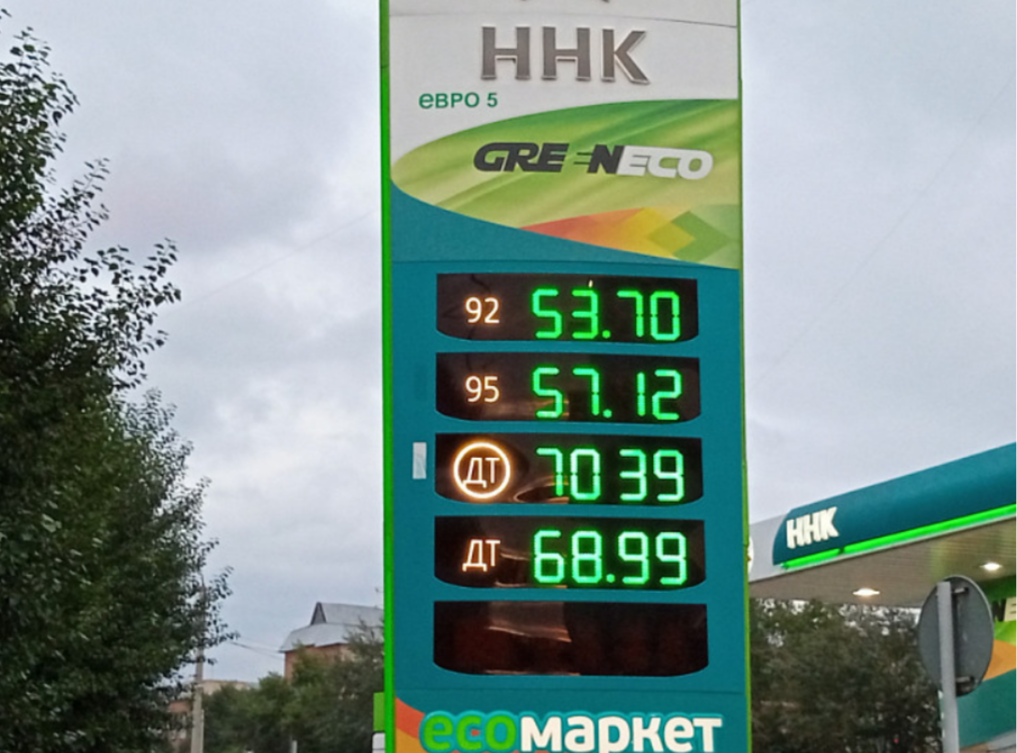 ННК
евро 5
GREENECO
92 53.70
95 57.12
ДТ 70 39
ДТ 68.99
ННК
ecoмаркет